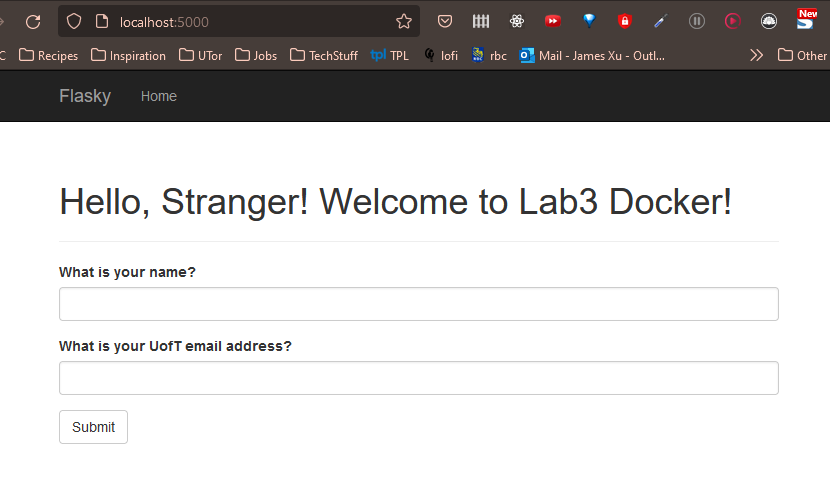 localhost:5000
New
C Recipes Inspiration UTor Jobs TechStuff tpl TPL lofi rbc Mail - James Xu - Outl... Other
Flasky Home
Hello, Stranger! Welcome to Lab3 Docker!
What is your name?
What is your UofT email address?
Submit